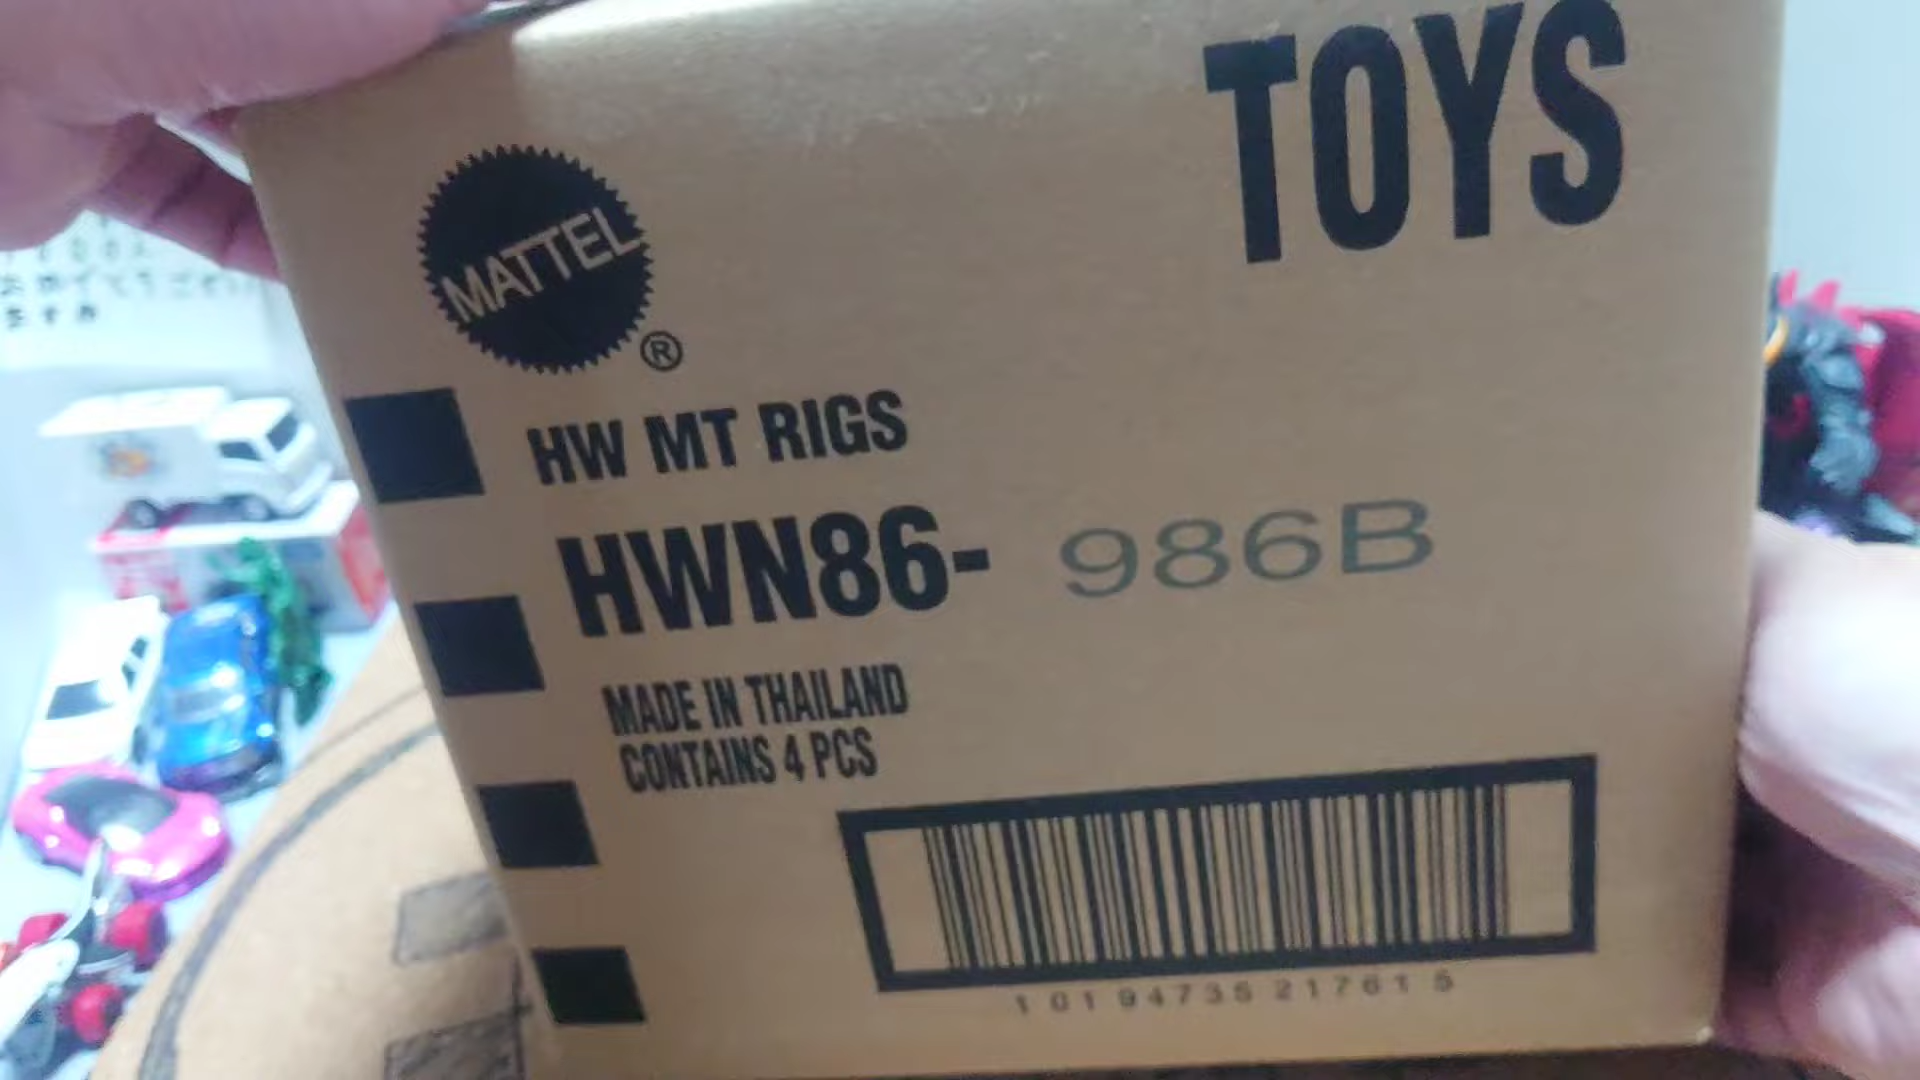 TOYS
MATTEL
®
HW MT RIGS
HWN86- 986B
MADE IN THAILAND
CONTAINS 4 PCS
1 01 94735 21761 5